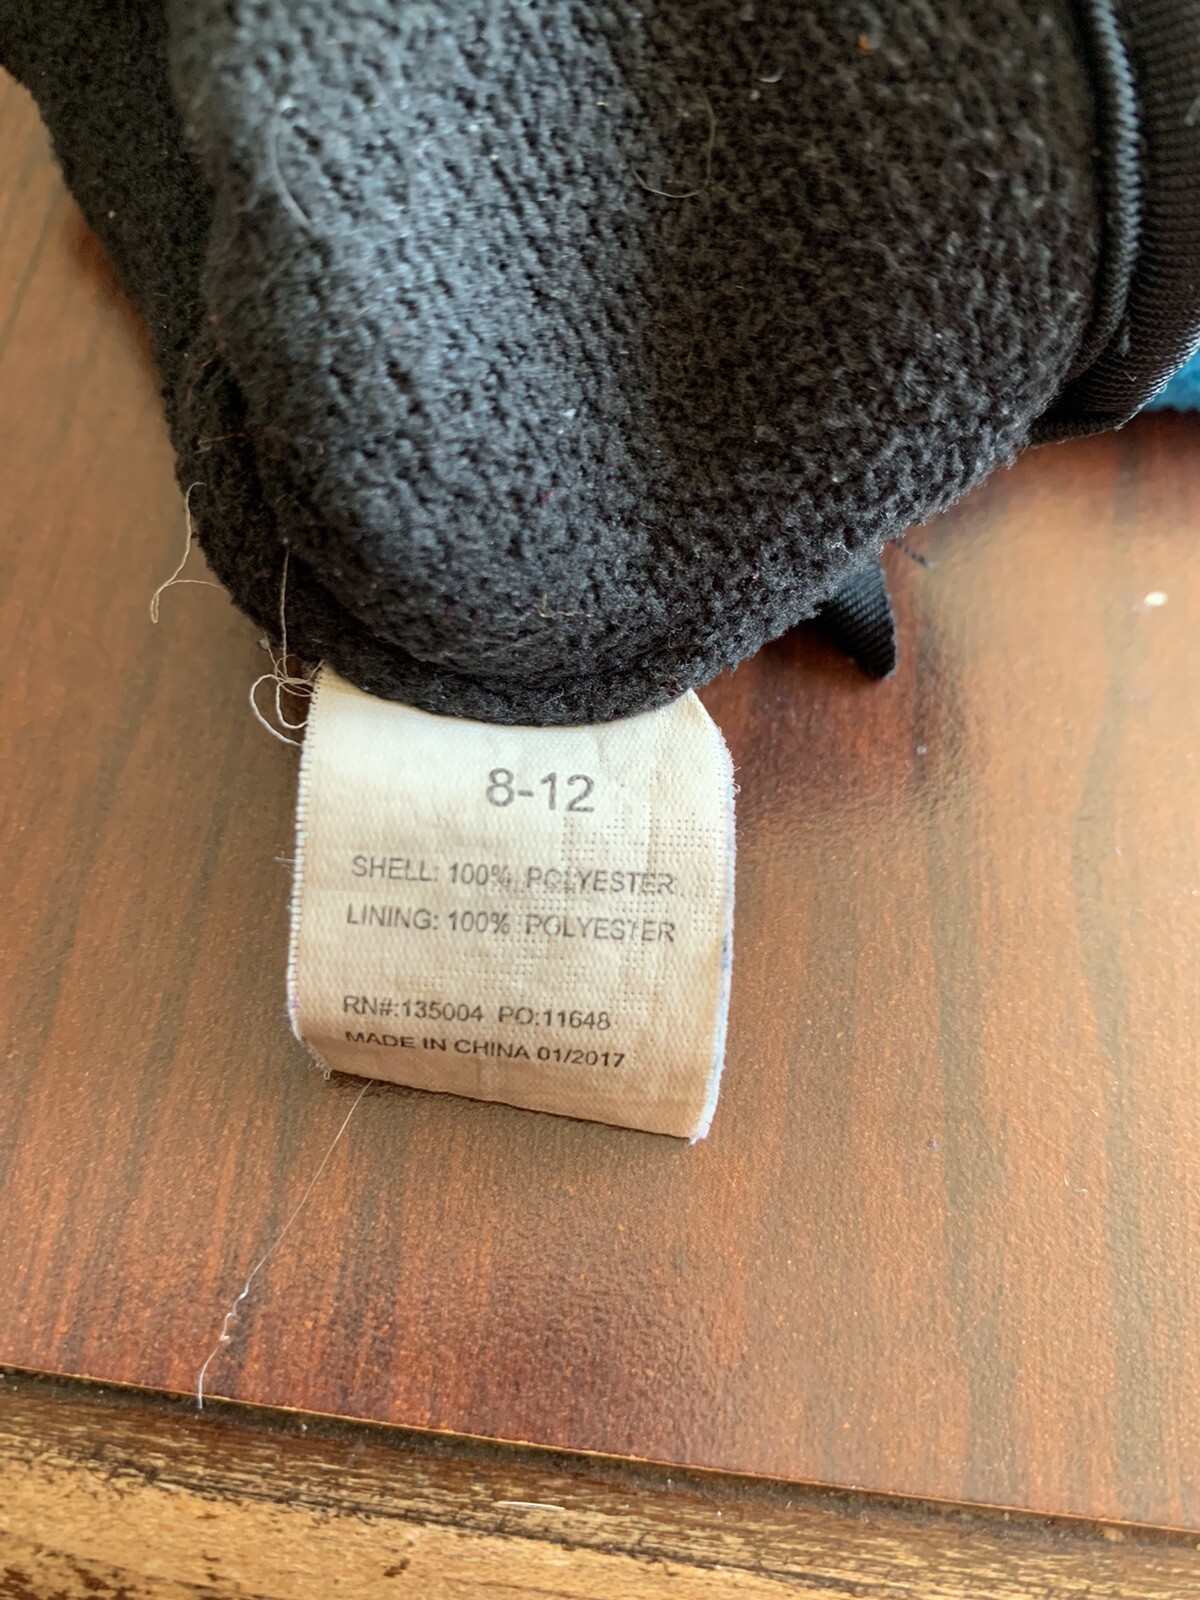 8-12
SHELL: 100% POLYESTER
LINING: 100% POLYESTER
RN#:135004 PO:11648
MADE IN CHINA 01/2017